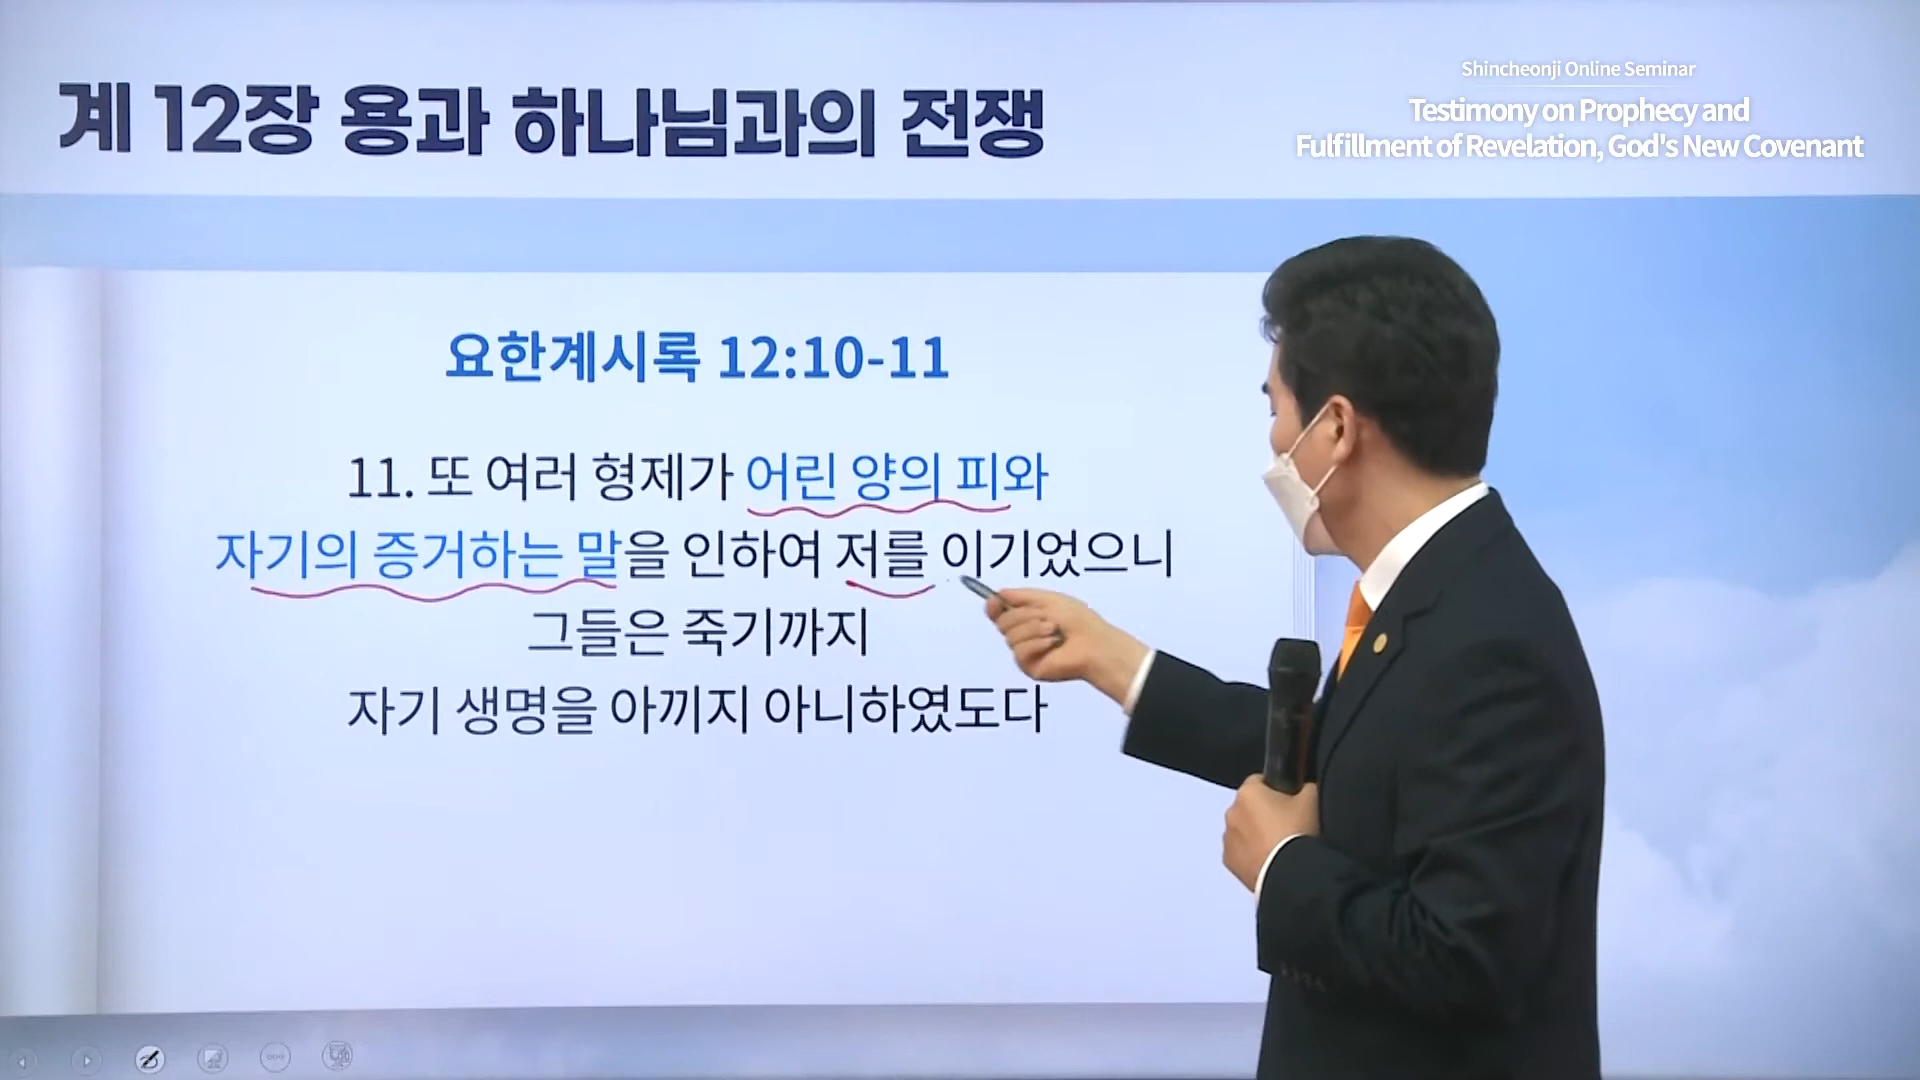 계 12장 용과 하나님과의 전쟁
Shincheonji Online Seminar
Testimony on Prophecy and
Fulfillment of Revelation, God's New Covenant
요한계시록 12:10-11
11. 또 여러 형제가 어린 양의 피와
자기의 증거하는 말을 인하여 저를 이기었으니
그들은 죽기까지
자기 생명을 아끼지 아니하였도다